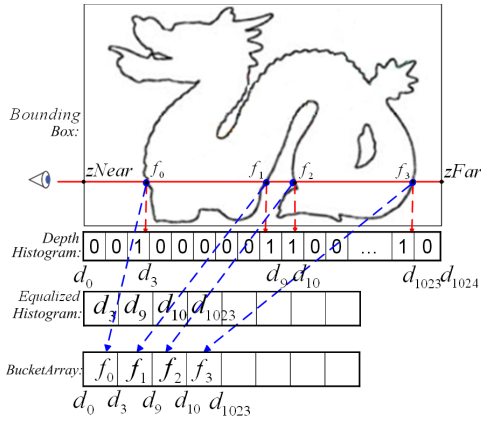 Bounding
Box:
zNear f₀ f₁ f₂ f₃ zFar
Depth
Histogram:
0 0 1 0 0 0 0 0 1 1 0 0 ... 1 0
d₀ d₃ d₉ d₁₀ d₁₀₂₃ d₁₀₂₄
Equalized
Histogram:
d₃ d₉ d₁₀ d₁₀₂₃
BucketArray:
f₀ f₁ f₂ f₃
d₀ d₃ d₉ d₁₀ d₁₀₂₃